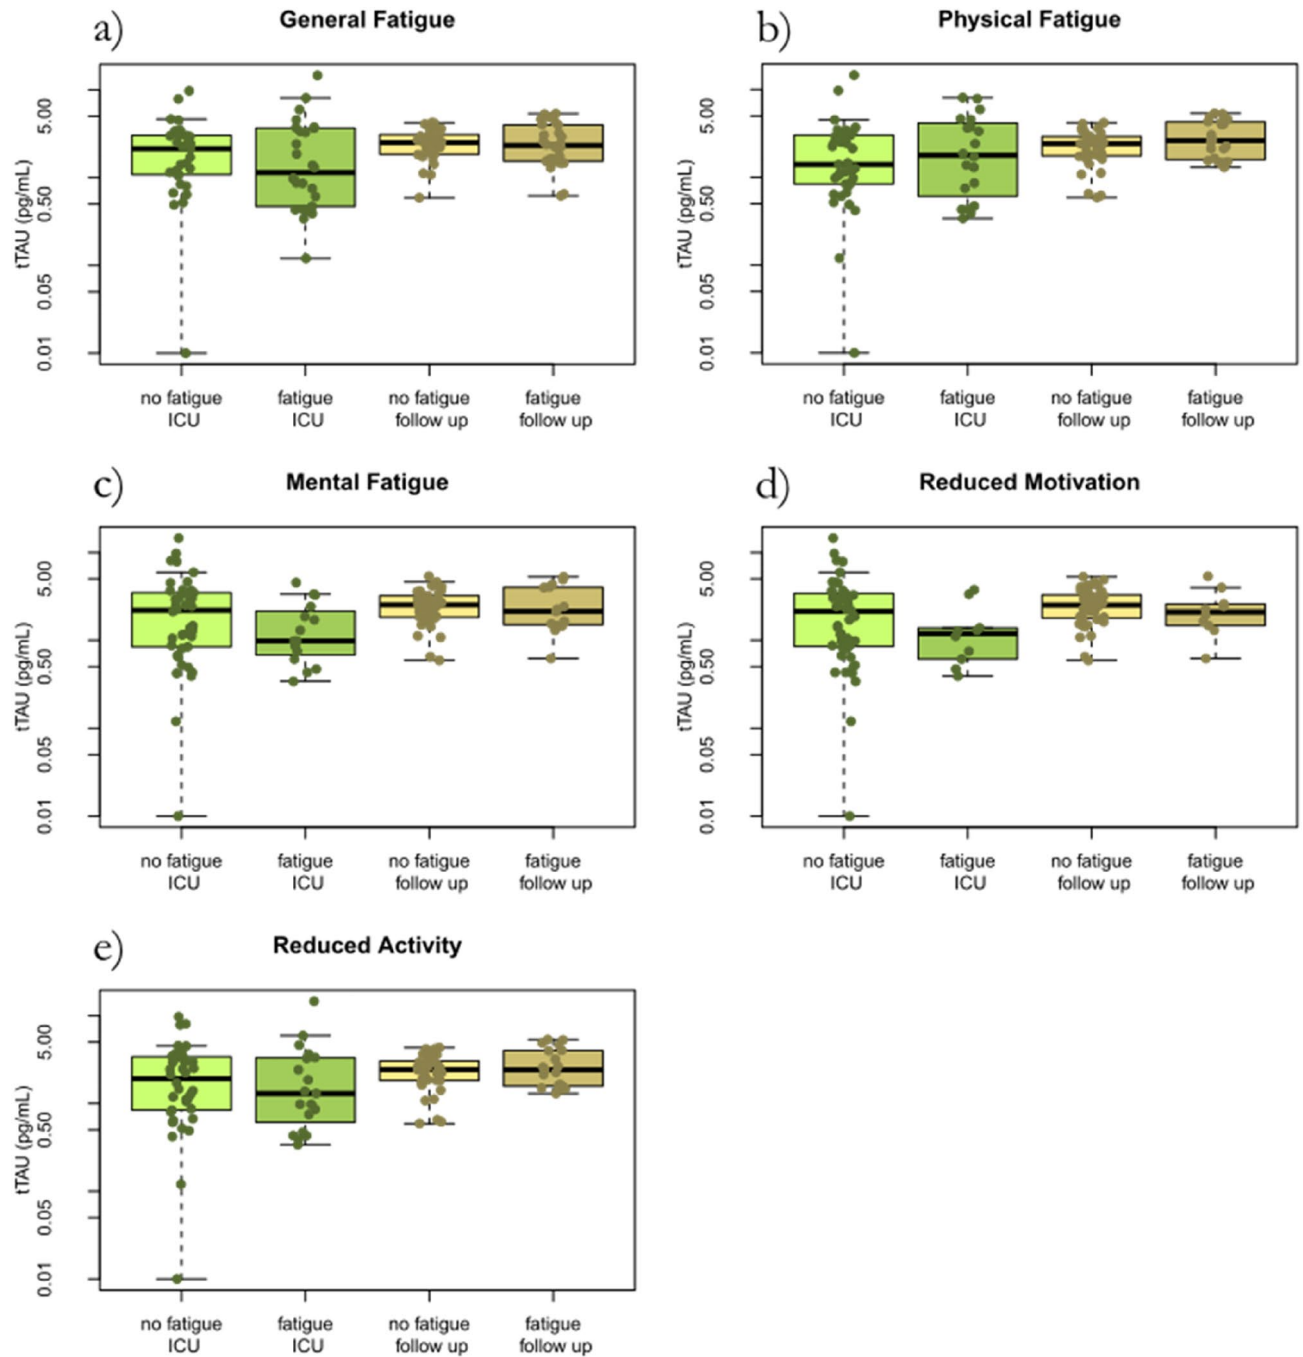 a)
General Fatigue
tTAU (pg/mL)
5.00
0.50
0.05
0.01
no fatigue
ICU
fatigue
ICU
no fatigue
follow up
fatigue
follow up
b)
Physical Fatigue
tTAU (pg/mL)
5.00
0.50
0.05
0.01
no fatigue
ICU
fatigue
ICU
no fatigue
follow up
fatigue
follow up
c)
Mental Fatigue
tTAU (pg/mL)
5.00
0.50
0.05
0.01
no fatigue
ICU
fatigue
ICU
no fatigue
follow up
fatigue
follow up
d)
Reduced Motivation
tTAU (pg/mL)
5.00
0.50
0.05
0.01
no fatigue
ICU
fatigue
ICU
no fatigue
follow up
fatigue
follow up
e)
Reduced Activity
tTAU (pg/mL)
5.00
0.50
0.05
0.01
no fatigue
ICU
fatigue
ICU
no fatigue
follow up
fatigue
follow up